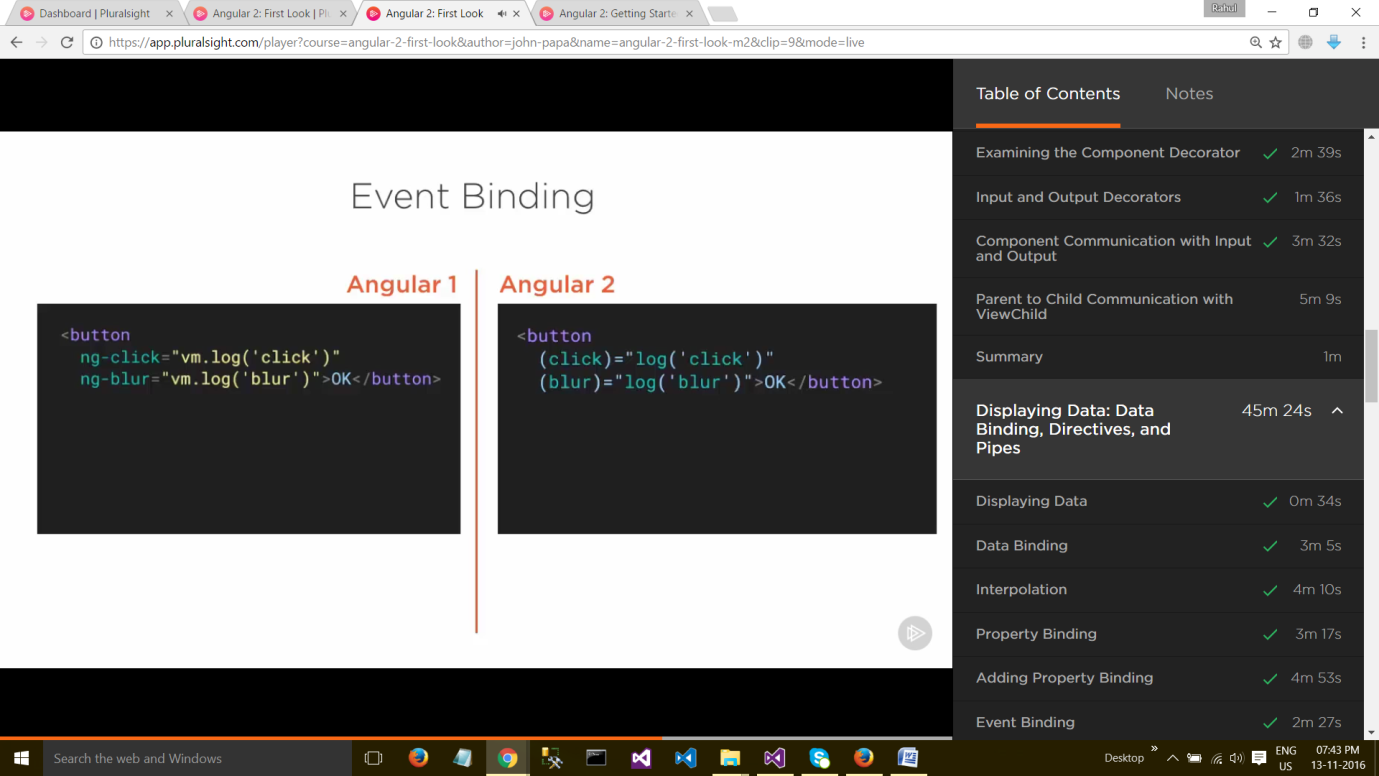 Dashboard | Pluralsight
Angular 2: First Look | Pl
Angular 2: First Look
Angular 2: Getting Starte
Rahul
https://app.pluralsight.com/player?course=angular-2-first-look&author=john-papa&name=angular-2-first-look-m2&clip=9&mode=live
Event Binding
Angular 1
Angular 2
<button
ng-click="vm.log('click')"
ng-blur="vm.log('blur')">OK</button>
<button
(click)="log('click')"
(blur)="log('blur')">OK</button>
Table of Contents
Notes
Examining the Component Decorator 2m 39s
Input and Output Decorators 1m 36s
Component Communication with Input 3m 32s
and Output
Parent to Child Communication with 5m 9s
ViewChild
Summary 1m
Displaying Data: Data 45m 24s
Binding, Directives, and
Pipes
Displaying Data 0m 34s
Data Binding 3m 5s
Interpolation 4m 10s
Property Binding 3m 17s
Adding Property Binding 4m 53s
Event Binding 2m 27s
Search the web and Windows
Desktop
ENG
US
07:43 PM
13-11-2016